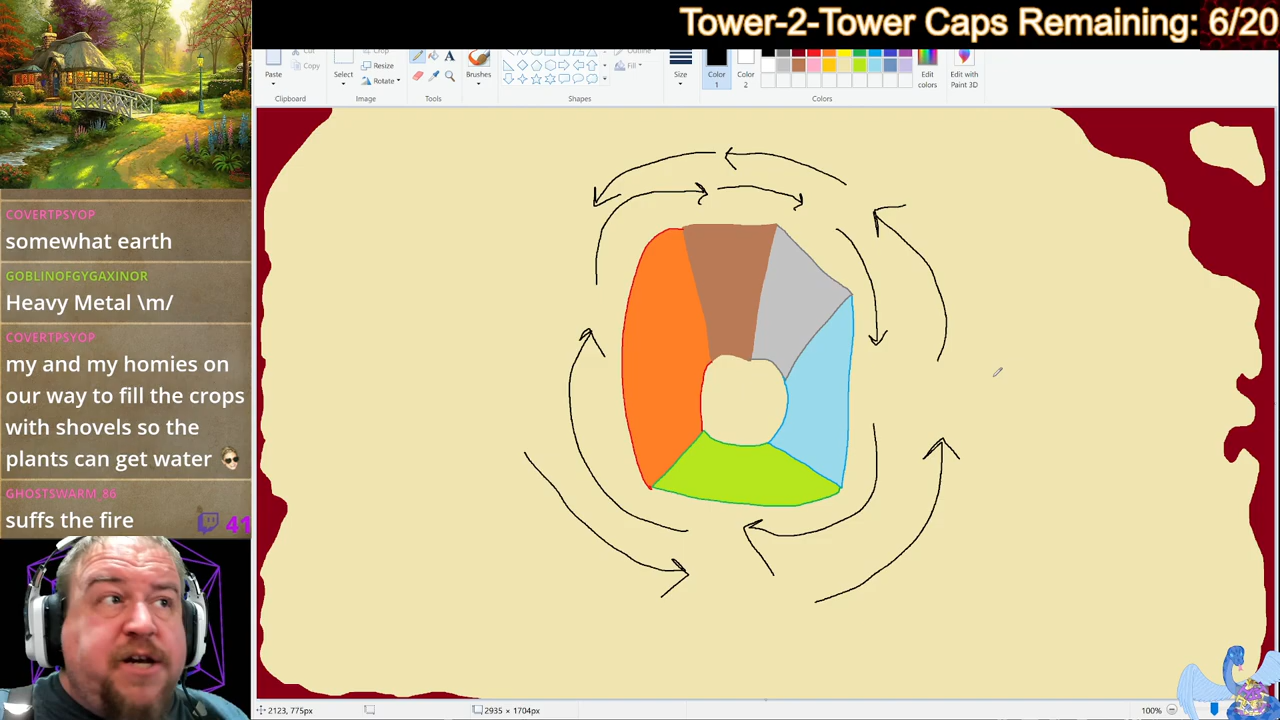 Tower-2-Tower Caps Remaining: 6/20
Paste
Cut
Copy
Clipboard
Select
Crop
Resize
Rotate
Image
Tools
Brushes
Outline
Fill
Shapes
Size
Color 1
Color 2
Edit colors
Edit with Paint 3D
Colors
COVERTPSYOP
somewhat earth
GOBLINOFGYGAXINOR
Heavy Metal \m/
COVERTPSYOP
my and my homies on
our way to fill the crops
with shovels so the
plants can get water
GHOSTSWARM_86
suffs the fire
41
2123, 775px
2935 × 1704px
100%